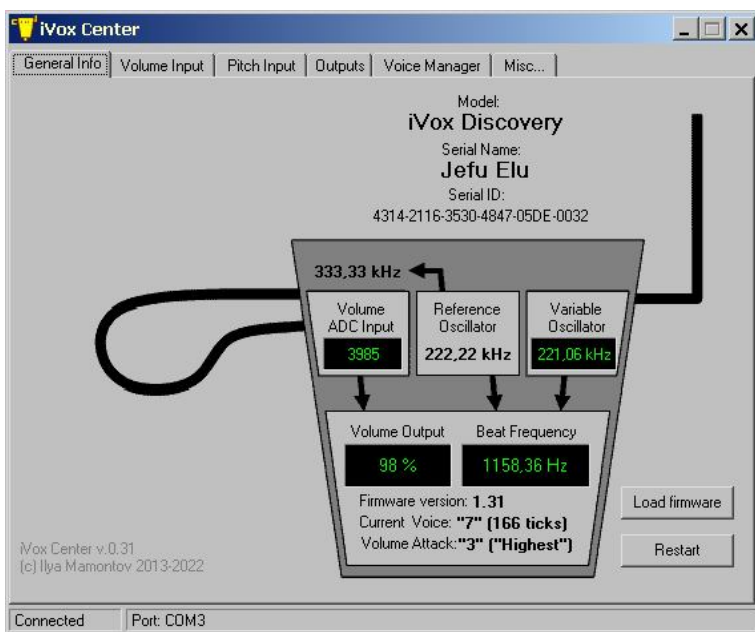 iVox Center
General Info Volume Input Pitch Input Outputs Voice Manager Misc...
Model:
iVox Discovery
Serial Name:
Jefu Elu
Serial ID:
4314-2116-3530-4847-05DE-0032
333,33 kHz
Volume ADC Input
3985
Reference Oscillator
222,22 kHz
Variable Oscillator
221,06 kHz
Volume Output
98 %
Beat Frequency
1158,36 Hz
Firmware version: 1.31
Current Voice: "7" (166 ticks)
Volume Attack:"3" ("Highest")
Load firmware
Restart
iVox Center v.0.31
(c) Ilya Mamontov 2013-2022
Connected Port: COM3